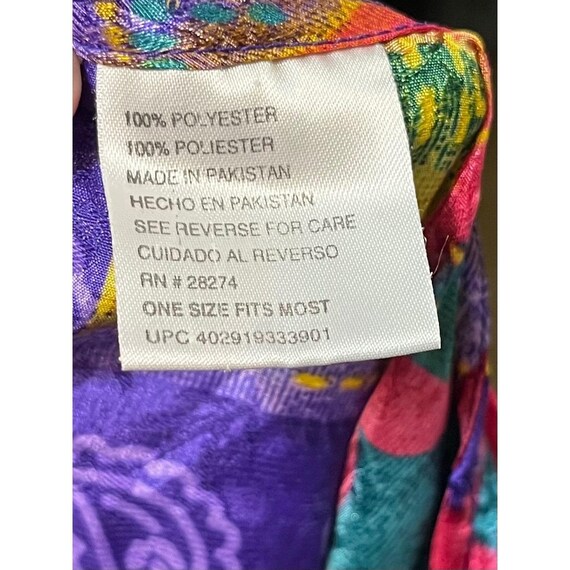 100% POLYESTER
100% POLIESTER
MADE IN PAKISTAN
HECHO EN PAKISTAN
SEE REVERSE FOR CARE
CUIDADO AL REVERSO
RN # 28274
ONE SIZE FITS MOST
UPC 402919333901